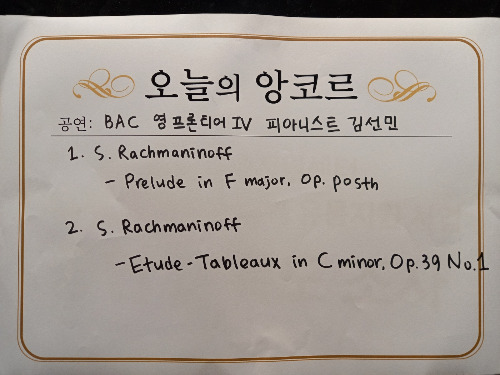 오늘의 앙코르
공연: BAC 영프론티어 IV 피아니스트 김선민
1. S. Rachmaninoff
- Prelude in F major. Op. posth
2. S. Rachmaninoff
- Etude-Tableaux in C minor. Op.39 No.1